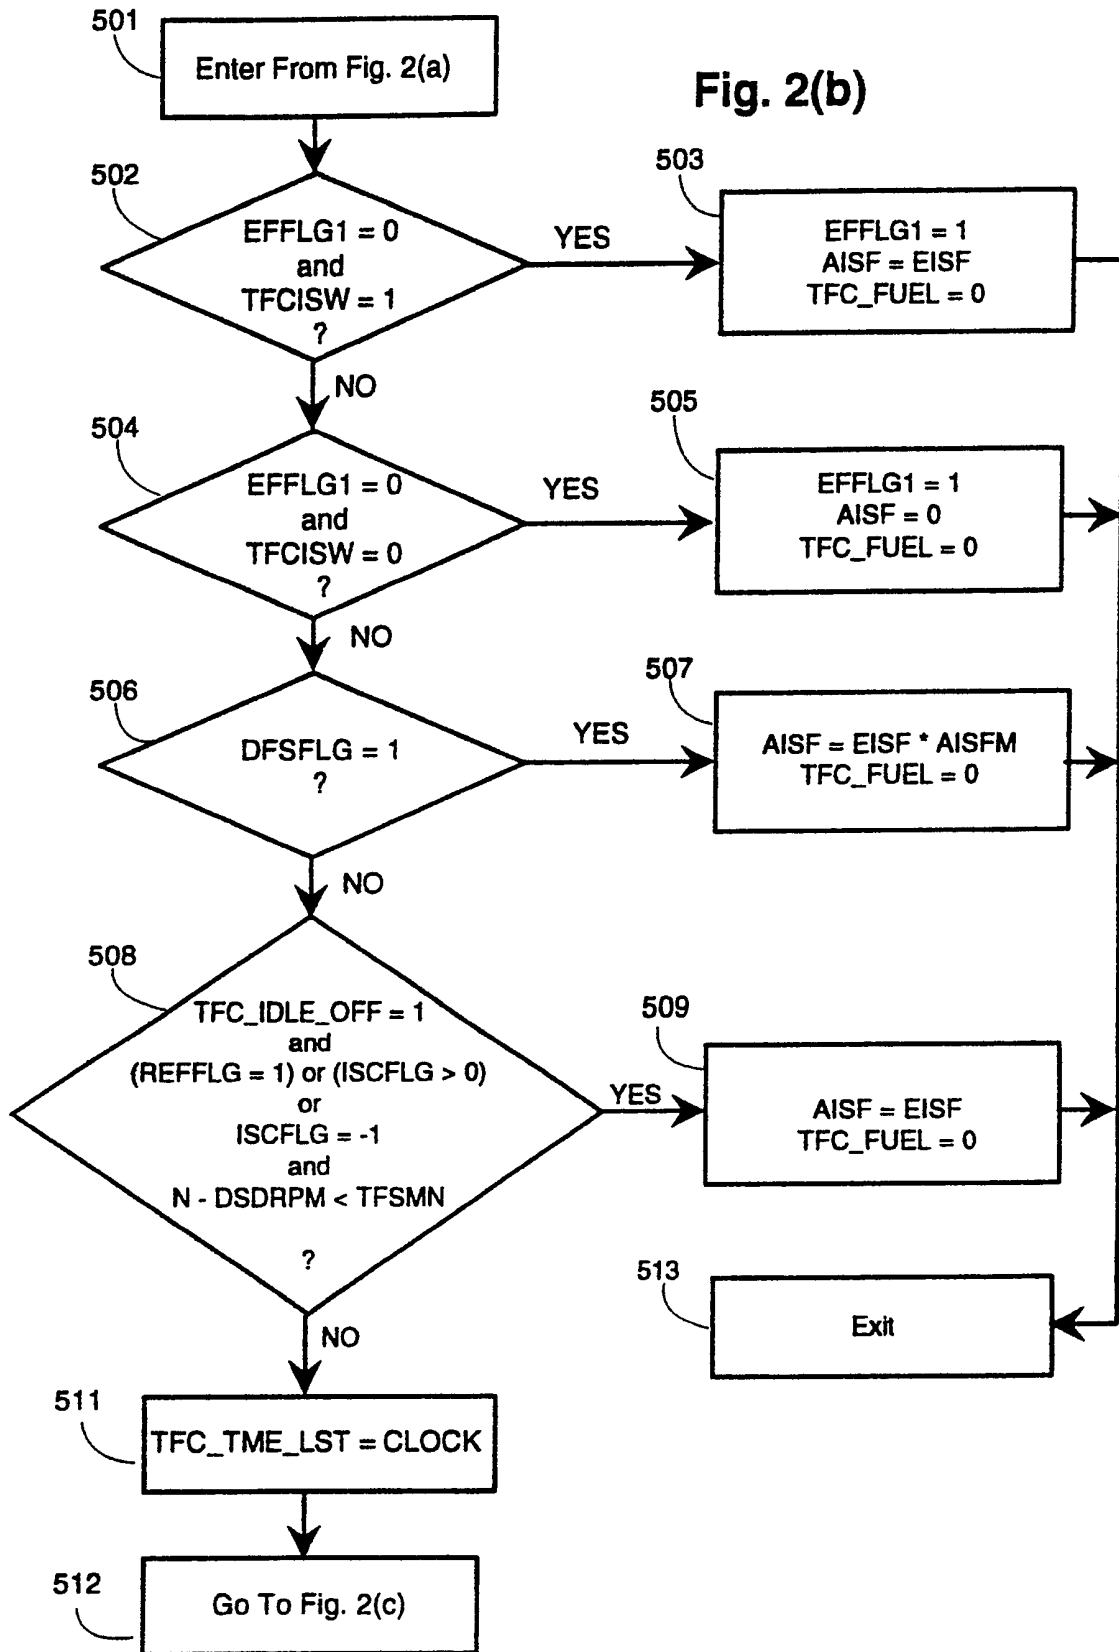 501
Enter From Fig. 2(a)
Fig. 2(b)
502
EFFLG1 = 0
and
TFCISW = 1
?
YES
503
EFFLG1 = 1
AISF = EISF
TFC_FUEL = 0
NO
504
EFFLG1 = 0
and
TFCISW = 0
?
YES
505
EFFLG1 = 1
AISF = 0
TFC_FUEL = 0
NO
506
DFSFLG = 1
?
YES
507
AISF = EISF * AISFM
TFC_FUEL = 0
NO
508
TFC_IDLE_OFF = 1
and
(REFFLG = 1) or (ISCFLG > 0)
or
ISCFLG = -1
and
N - DSDRPM < TFSMN
?
YES
509
AISF = EISF
TFC_FUEL = 0
513
Exit
NO
511
TFC_TME_LST = CLOCK
512
Go To Fig. 2(c)